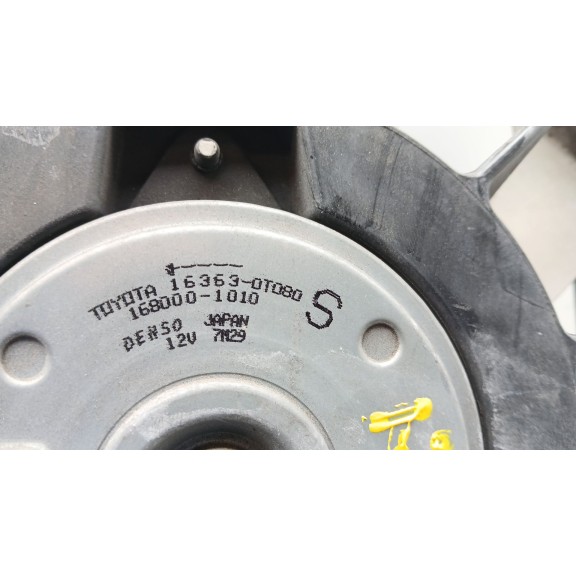 TOYOTA 16363-0T080
168000-1010 S
DENSO JAPAN
12V 7M29